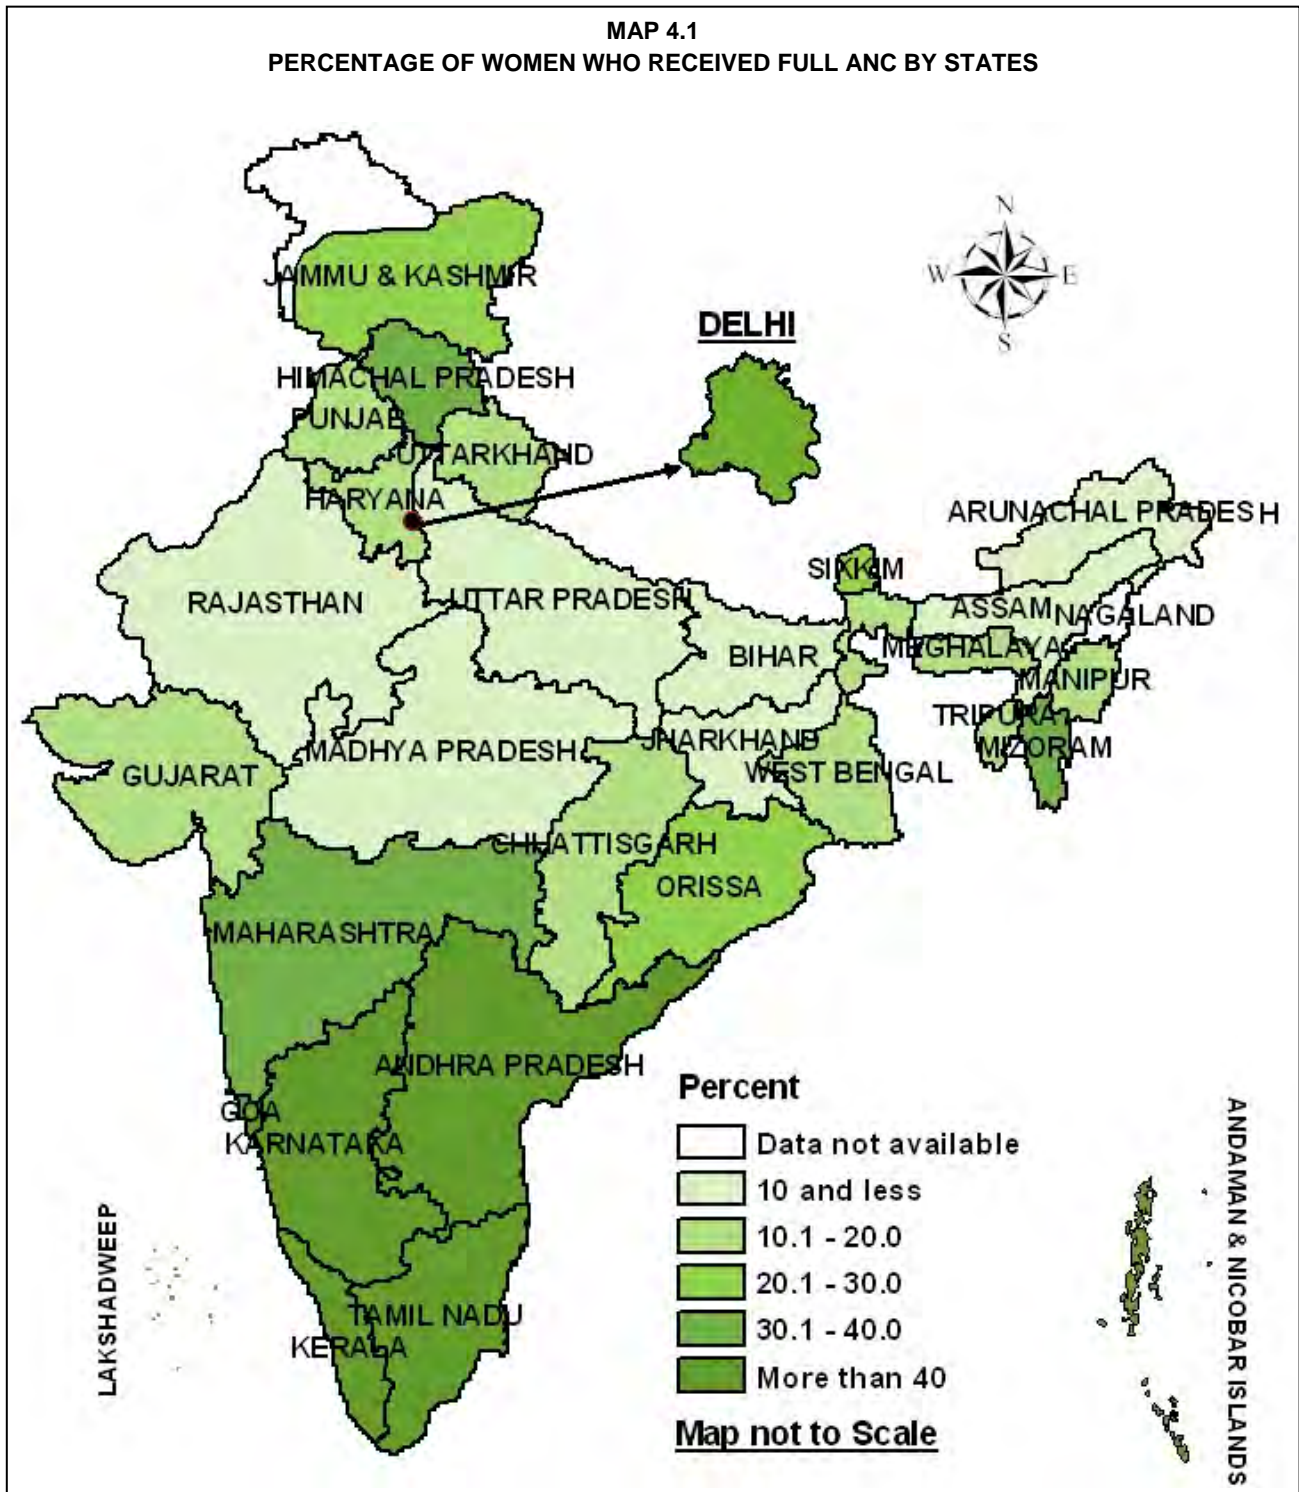 MAP 4.1
PERCENTAGE OF WOMEN WHO RECEIVED FULL ANC BY STATES
N
W
E
S
JAMMU & KASHMIR
DELHI
HIMACHAL PRADESH
PUNJAB
UTTARKHAND
HARYANA
ARUNACHAL PRADESH
SIKKIM
RAJASTHAN
UTTAR PRADESH
ASSAM
NAGALAND
BIHAR
MEGHALAYA
MANIPUR
TRIPURA
JHARKHAND
MIZORAM
MADHYA PRADESH
GUJARAT
WEST BENGAL
CHHATTISGARH
ORISSA
MAHARASHTRA
ANDHRA PRADESH
GOA
KARNATAKA
TAMIL NADU
KERALA
LAKSHADWEEP
ANDAMAN & NICOBAR ISLANDS
Percent
Data not available
10 and less
10.1 - 20.0
20.1 - 30.0
30.1 - 40.0
More than 40
Map not to Scale